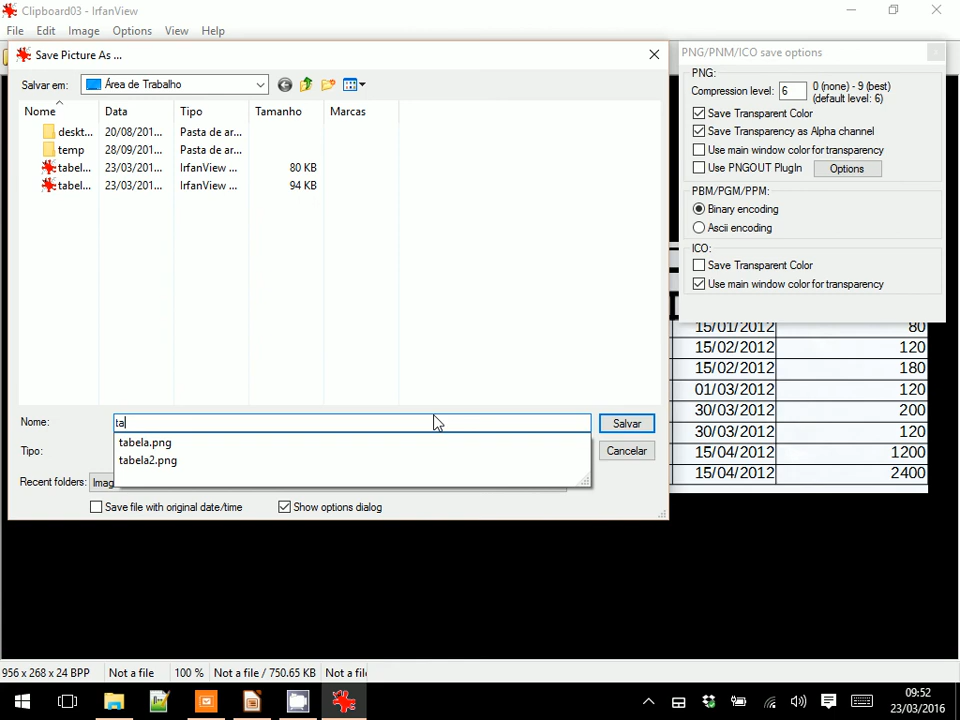 Clipboard03 - IrfanView
File Edit Image Options View Help
Save Picture As ...
Salvar em: Área de Trabalho
Nome Data Tipo Tamanho Marcas
deskt... 20/08/201... Pasta de ar...
temp 28/09/201... Pasta de ar...
tabel... 23/03/201... IrfanView ... 80 KB
tabel... 23/03/201... IrfanView ... 94 KB
Nome: ta Salvar
tabela.png
Tipo: Cancelar
tabela2.png
Recent folders: Imag
Save file with original date/time Show options dialog
PNG/PNM/ICO save options
PNG:
Compression level: 6 0 (none) - 9 (best)
(default level: 6)
Save Transparent Color
Save Transparency as Alpha channel
Use main window color for transparency
Use PNGOUT PlugIn Options
PBM/PGM/PPM:
Binary encoding
Ascii encoding
ICO:
Save Transparent Color
Use main window color for transparency
15/01/2012 80
15/02/2012 120
15/02/2012 180
01/03/2012 120
30/03/2012 200
30/03/2012 120
15/04/2012 1200
15/04/2012 2400
956 x 268 x 24 BPP Not a file 100 % Not a file / 750.65 KB Not a file
09:52
23/03/2016